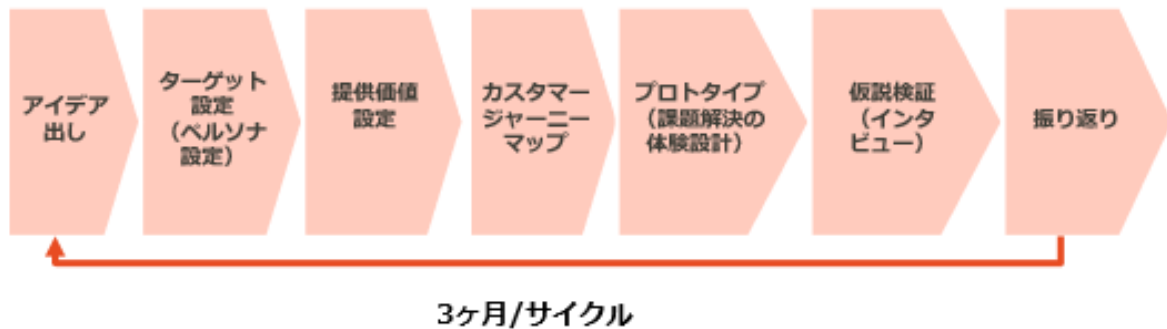 アイデア
出し
ターゲット
設定
（ペルソナ
設定）
提供価値
設定
カスタマー
ジャーニー
マップ
プロトタイプ
（課題解決の
体験設計）
仮説検証
（インタ
ビュー）
振り返り
3ヶ月/サイクル